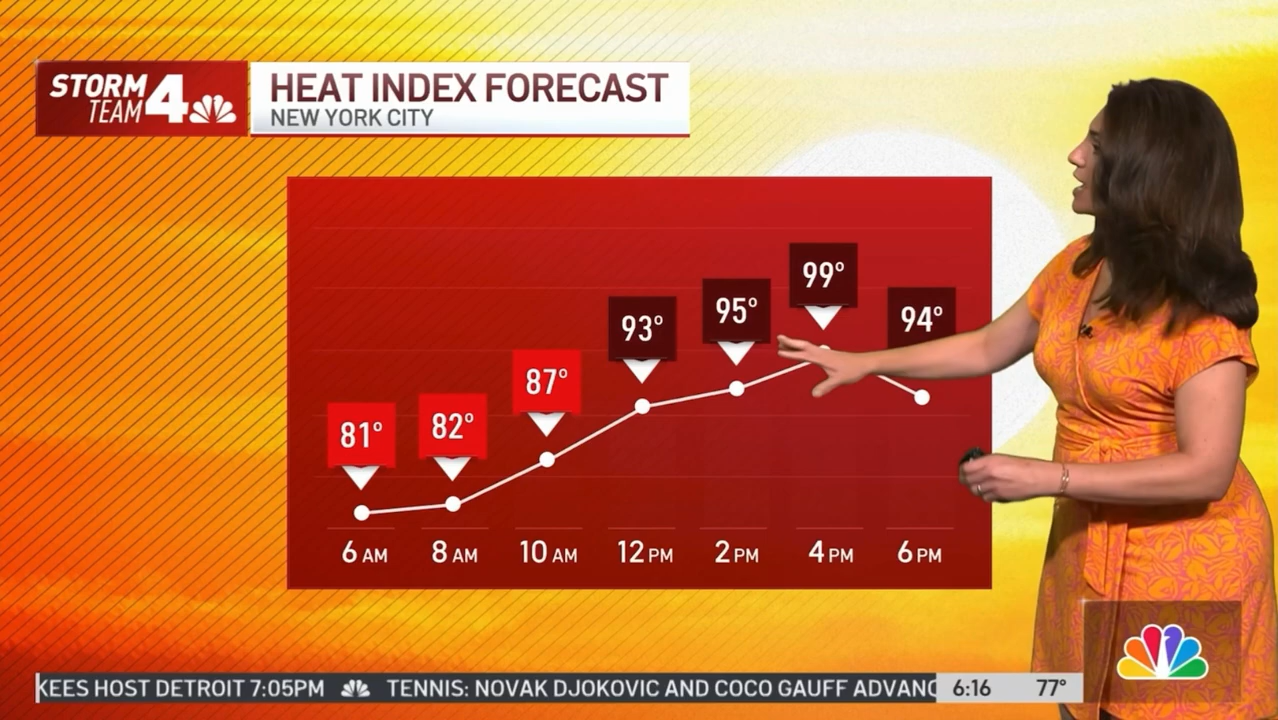 STORM
TEAM 4
HEAT INDEX FORECAST
NEW YORK CITY
99°
95°
94°
93°
87°
82°
81°
6 AM 8 AM 10 AM 12 PM 2 PM 4 PM 6 PM
KEES HOST DETROIT 7:05PM TENNIS: NOVAK DJOKOVIC AND COCO GAUFF ADVANC 6:16 77°